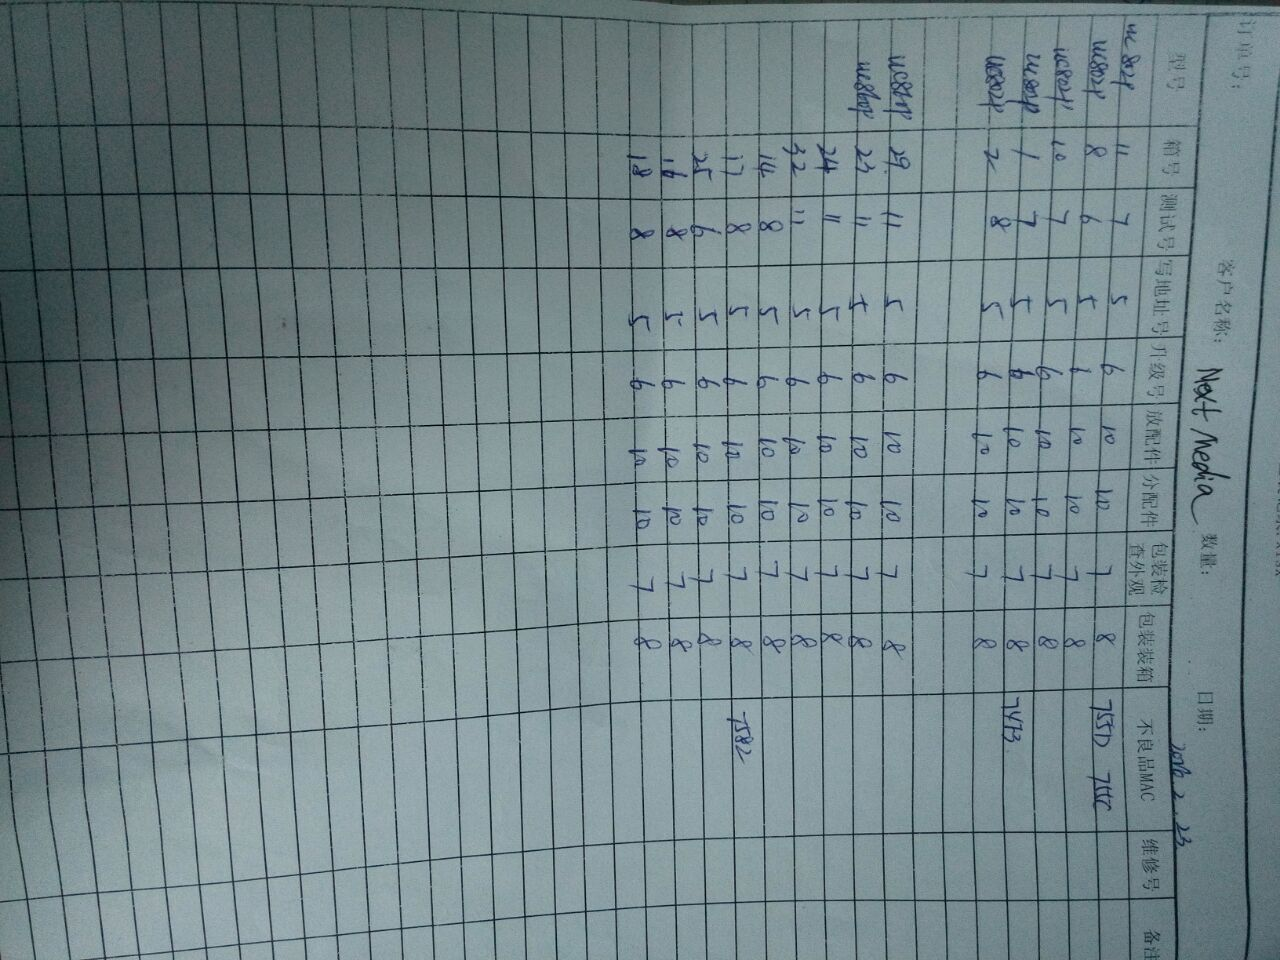 订单号： 客户名称： Next Media 数量： 日期： 2016.2.23
型号 箱号 测试号 写地址号 升级号 放配件 分配件 包装检查外观 包装装箱 不良品MAC 维修号 备注
11 7 5 6 10 10 7 8 755D 755C
8 6 5 6 10 10 7 8
10 7 5 6 10 10 7 8
1 7 5 6 10 10 7 8 7473
2 8 5 6 10 10 7 8
29 11 5 6 10 10 7 8
23 11 5 6 10 10 7 8
24 11 5 6 10 10 7 8
32 11 5 6 10 10 7 8
14 8 5 6 10 10 7 8
17 8 5 6 10 10 7 8 7582
25 6 5 6 10 10 7 8
16 8 5 6 10 10 7 8
18 8 5 6 10 10 7 8